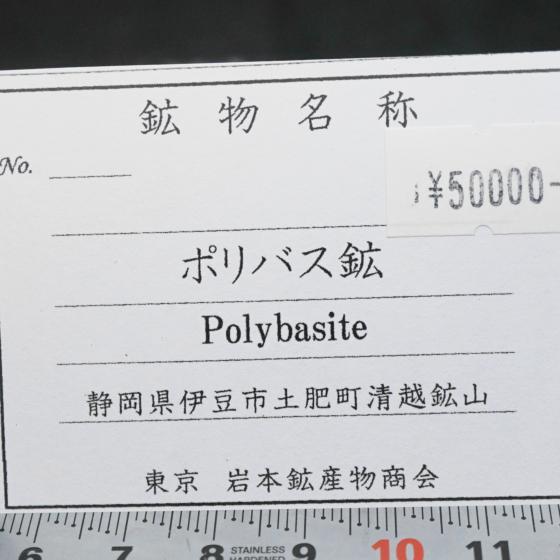 鉱物名称
No.
¥50000-
ポリバス鉱
Polybasite
静岡県伊豆市土肥町清越鉱山
東京 岩本鉱産物商会
6 7 8 STAINLESS HARDENED 9 10 11